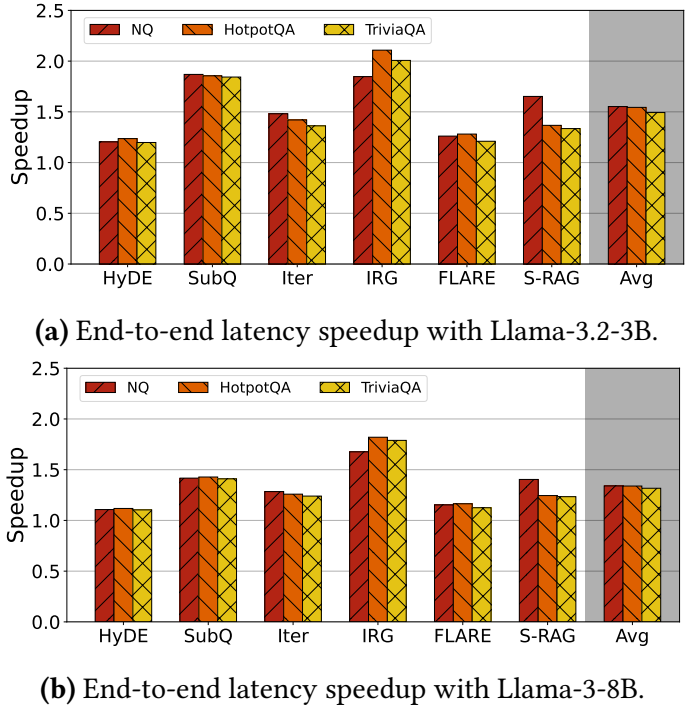 2.5
2.0
1.5
1.0
0.5
0.0
Speedup
NQ HotpotQA TriviaQA
HyDE SubQ Iter IRG FLARE S-RAG Avg
(a) End-to-end latency speedup with Llama-3.2-3B.
2.5
2.0
1.5
1.0
0.5
0.0
Speedup
NQ HotpotQA TriviaQA
HyDE SubQ Iter IRG FLARE S-RAG Avg
(b) End-to-end latency speedup with Llama-3-8B.